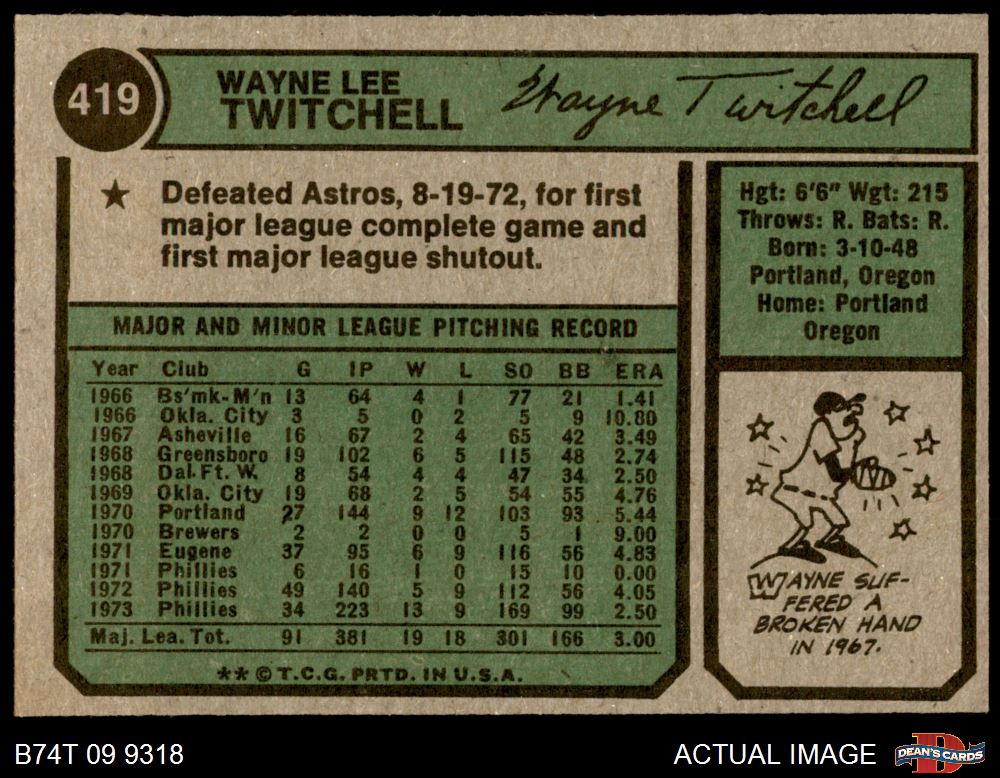 419
WAYNE LEE
TWITCHELL
Wayne Twitchell
★ Defeated Astros, 8-19-72, for first
major league complete game and
first major league shutout.
Hgt: 6'6" Wgt: 215
Throws: R. Bats: R.
Born: 3-10-48
Portland, Oregon
Home: Portland
Oregon
MAJOR AND MINOR LEAGUE PITCHING RECORD
Year Club G IP W L SO BB ERA
1966 Bs'mk-M'n 13 64 4 1 77 21 1.41
1966 Okla. City 3 5 0 2 5 9 10.80
1967 Asheville 16 67 2 4 65 42 3.49
1968 Greensboro 19 102 6 5 115 48 2.74
1968 Dal. Ft. W. 8 54 4 4 47 34 2.50
1969 Okla. City 19 68 2 5 54 55 4.76
1970 Portland 27 144 9 12 103 93 5.44
1970 Brewers 2 2 0 0 5 1 9.00
1971 Eugene 37 95 6 9 116 56 4.83
1971 Phillies 6 16 1 0 15 10 0.00
1972 Phillies 49 140 5 9 112 56 4.05
1973 Phillies 34 223 13 9 169 99 2.50
Maj. Lea. Tot. 91 381 19 18 301 166 3.00
** © T.C.G. PRTD. IN U.S.A.
WAYNE SUF-
FERED A
BROKEN HAND
IN 1967.
B74T 09 9318
ACTUAL IMAGE
DEAN'S CARDS